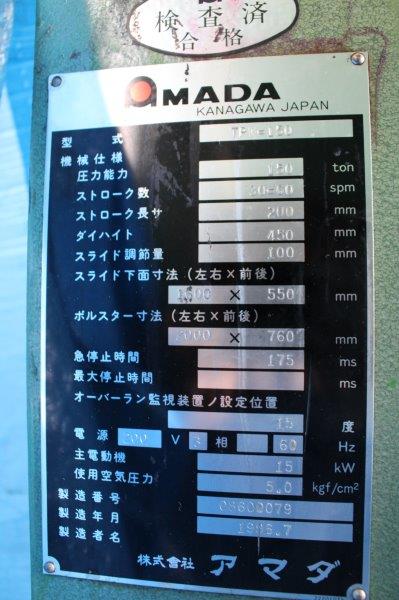 検査済
合格
AMADA
KANAGAWA JAPAN
型 式
機械仕様
圧力能力 150 ton
ストローク数 30-60 spm
ストローク長サ 200 mm
ダイハイト 450 mm
スライド調節量 100 mm
スライド下面寸法(左右×前後)
1600 × 550 mm
ボルスター寸法(左右×前後)
2000 × 760 mm
急停止時間 175 ms
最大停止時間 ms
オーバーラン監視装置ノ設定位置
15 度
電源 200 V 3 相 60 Hz
主電動機 15 kW
使用空気圧力 5.0 kgf/cm²
製造番号 08600079
製造年月 1986.7
製造者名
株式会社 アマダ